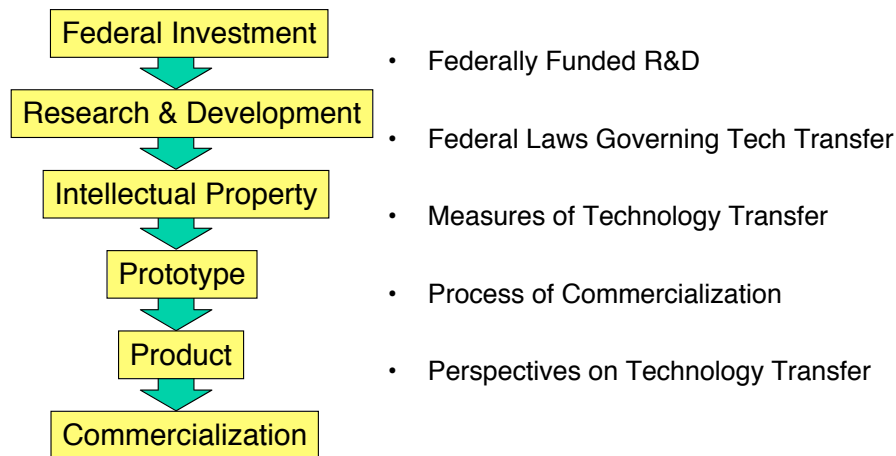 Federal Investment
Research & Development
Intellectual Property
Prototype
Product
Commercialization
• Federally Funded R&D
• Federal Laws Governing Tech Transfer
• Measures of Technology Transfer
• Process of Commercialization
• Perspectives on Technology Transfer